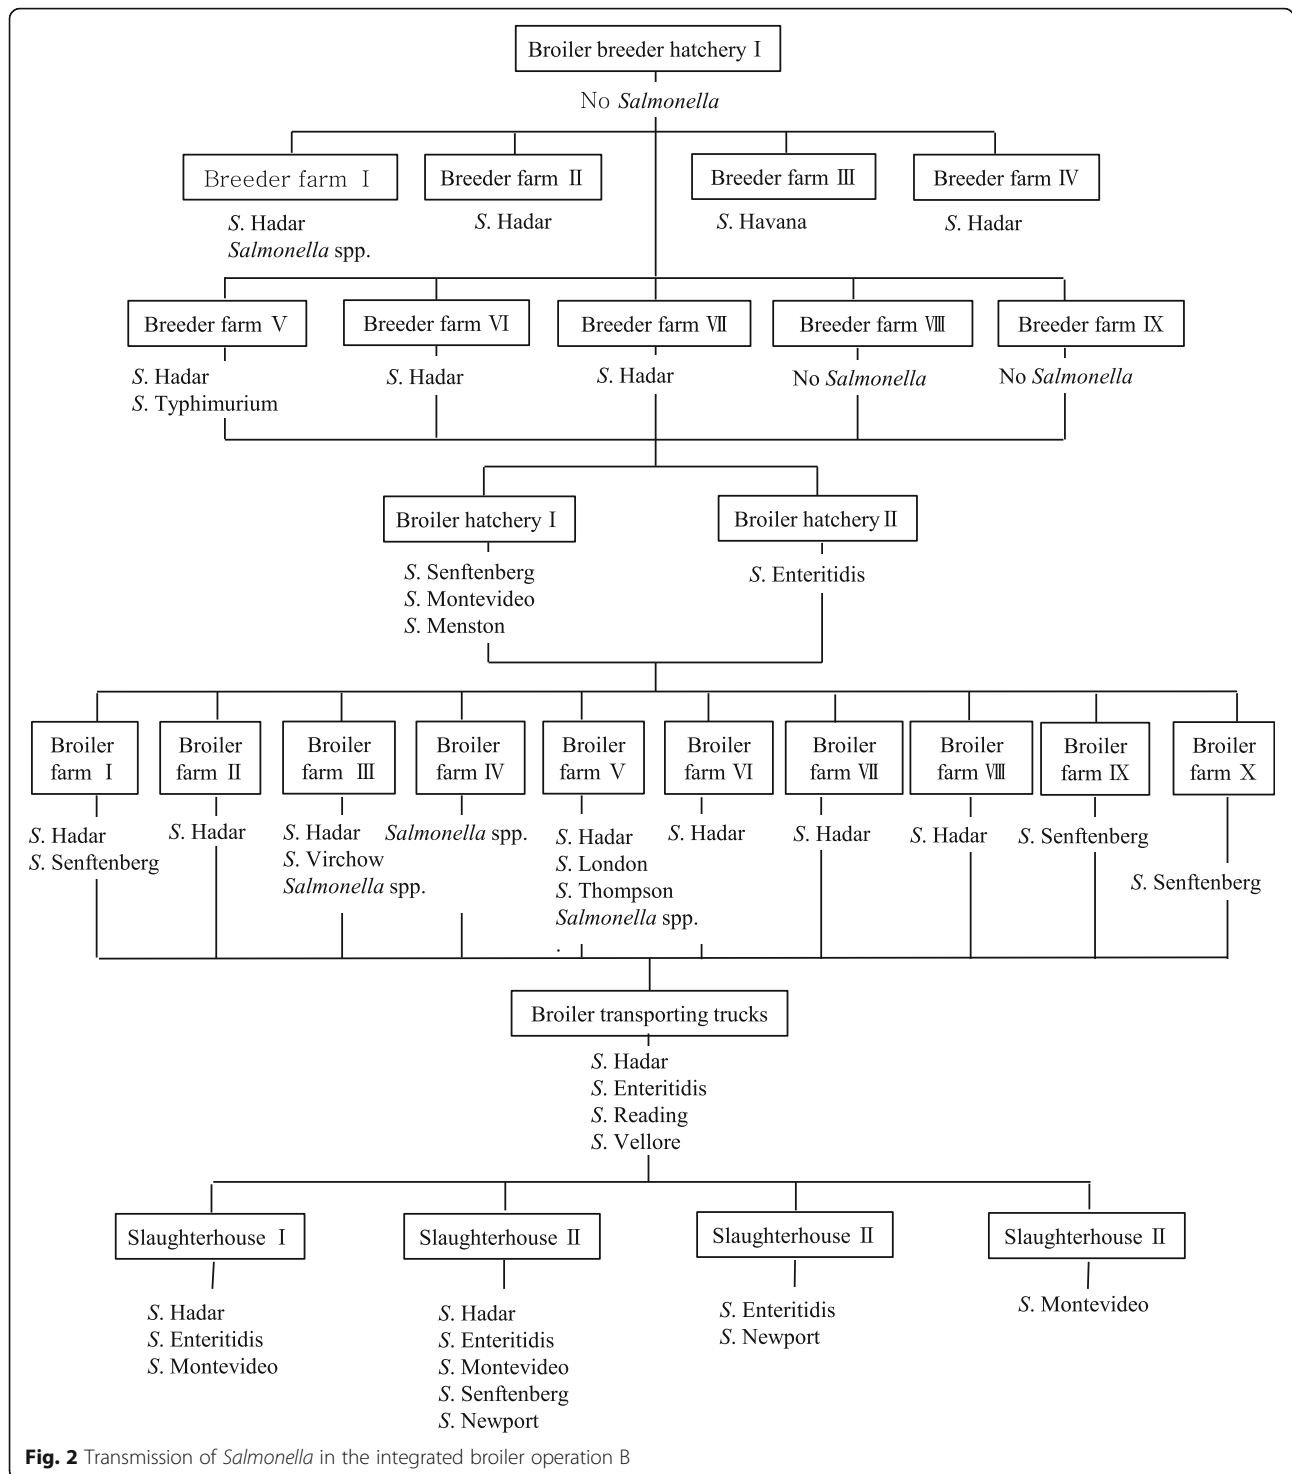 Broiler breeder hatchery Ⅰ
No Salmonella
Breeder farm Ⅰ
Breeder farm Ⅱ
Breeder farm Ⅲ
Breeder farm Ⅳ
S. Hadar
Salmonella spp.
S. Hadar
S. Havana
S. Hadar
Breeder farm Ⅴ
Breeder farm Ⅵ
Breeder farm Ⅶ
Breeder farm Ⅷ
Breeder farm Ⅸ
S. Hadar
S. Typhimurium
S. Hadar
S. Hadar
No Salmonella
No Salmonella
Broiler hatchery Ⅰ
Broiler hatchery Ⅱ
S. Senftenberg
S. Montevideo
S. Menston
S. Enteritidis
Broiler
farm Ⅰ
Broiler
farm Ⅱ
Broiler
farm Ⅲ
Broiler
farm Ⅳ
Broiler
farm Ⅴ
Broiler
farm Ⅵ
Broiler
farm Ⅶ
Broiler
farm Ⅷ
Broiler
farm Ⅸ
Broiler
farm Ⅹ
S. Hadar
S. Senftenberg
S. Hadar
S. Hadar
S. Virchow
Salmonella spp.
Salmonella spp.
S. Hadar
S. London
S. Thompson
Salmonella spp.
.
S. Hadar
S. Hadar
S. Hadar
S. Senftenberg
S. Senftenberg
Broiler transporting trucks
S. Hadar
S. Enteritidis
S. Reading
S. Vellore
Slaughterhouse Ⅰ
Slaughterhouse Ⅱ
Slaughterhouse Ⅱ
Slaughterhouse Ⅱ
S. Hadar
S. Enteritidis
S. Montevideo
S. Hadar
S. Enteritidis
S. Montevideo
S. Senftenberg
S. Newport
S. Enteritidis
S. Newport
S. Montevideo
Fig. 2 Transmission of Salmonella in the integrated broiler operation B